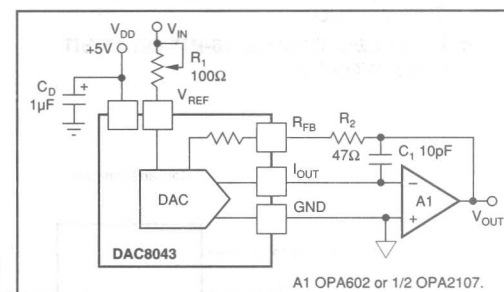 V_DD
+5V
V_IN
R_1
100Ω
C_D
1µF
+
V_REF
R_FB
R_2
47Ω
C_1 10pF
I_OUT
DAC
GND
−
+
A1
V_OUT
DAC8043
A1 OPA602 or 1/2 OPA2107.